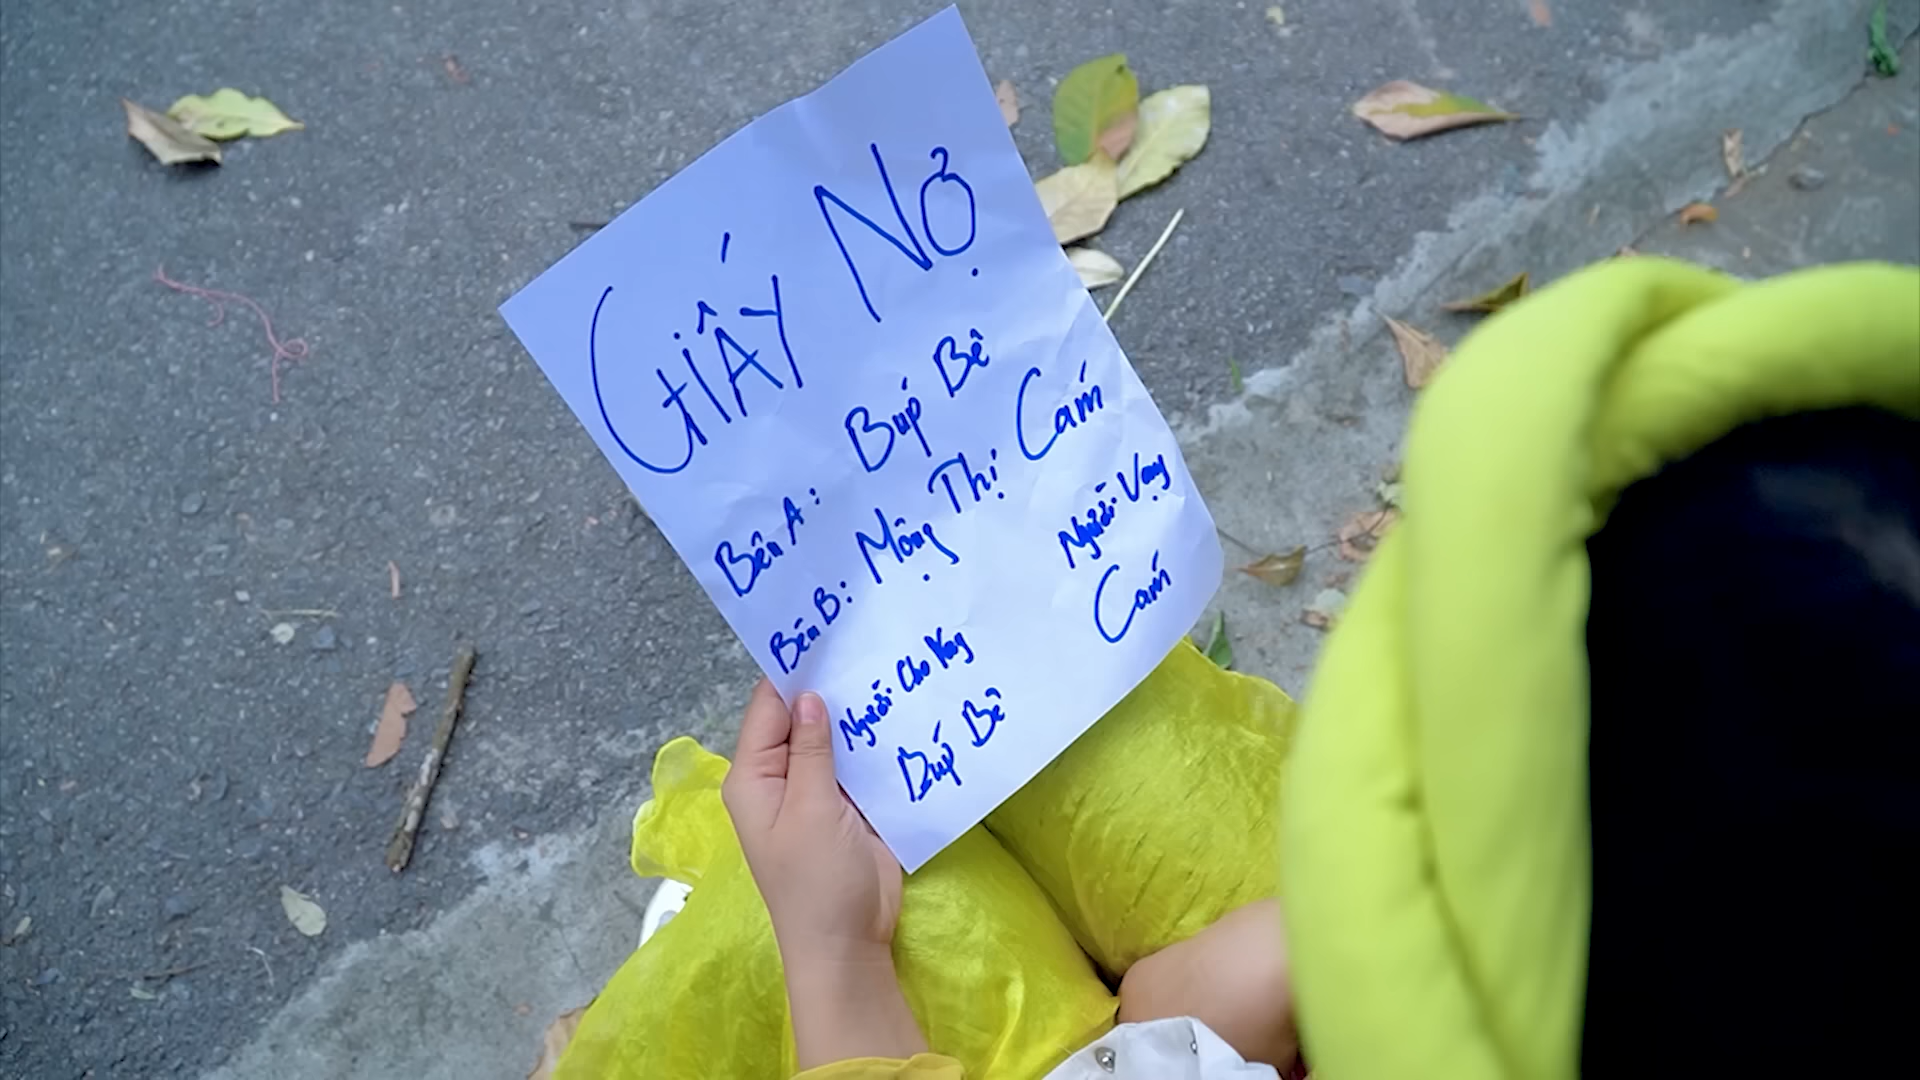 GIẤY NỢ
Bên A: Búp Bê
Bên B: Mộng Thị Cám
Người Cho Vay
Búp Bê
Người Vay
Cám